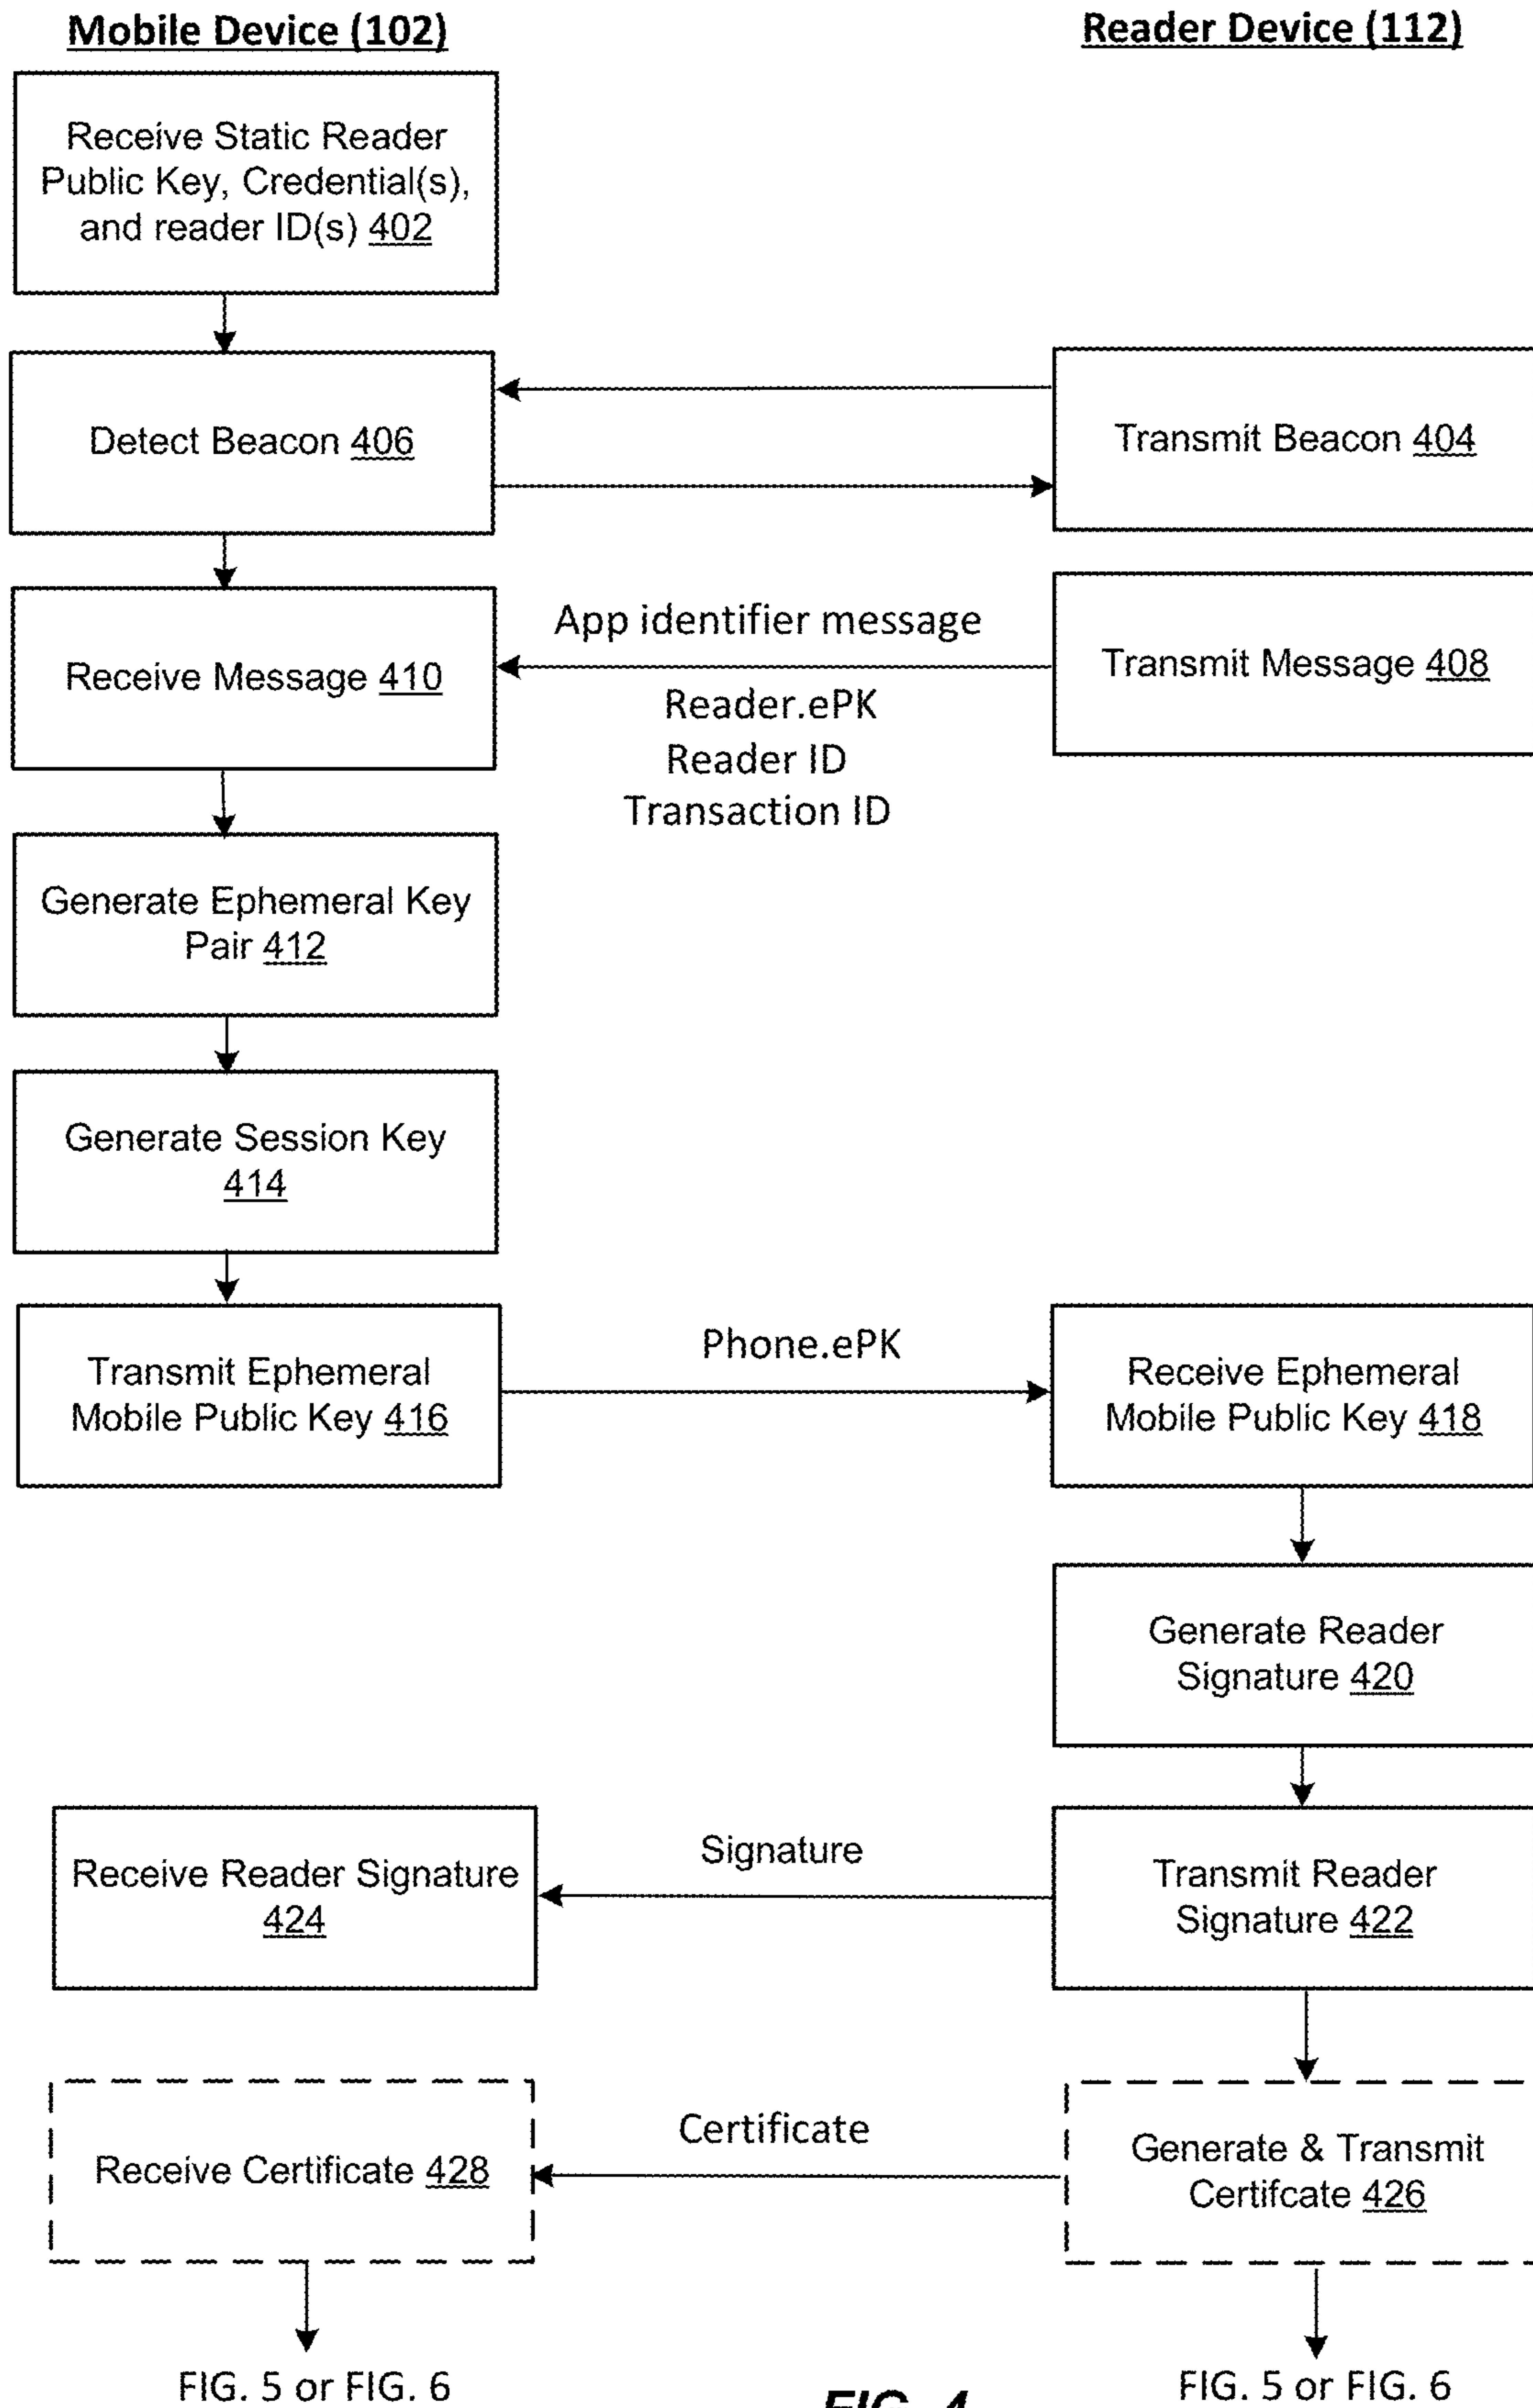 Mobile Device (102)
Reader Device (112)
Receive Static Reader
Public Key, Credential(s),
and reader ID(s) 402
Detect Beacon 406
Transmit Beacon 404
App identifier message
Receive Message 410
Transmit Message 408
Reader.ePK
Reader ID
Transaction ID
Generate Ephemeral Key
Pair 412
Generate Session Key
414
Transmit Ephemeral
Mobile Public Key 416
Phone.ePK
Receive Ephemeral
Mobile Public Key 418
Generate Reader
Signature 420
Receive Reader Signature
424
Signature
Transmit Reader
Signature 422
Receive Certificate 428
Certificate
Generate & Transmit
Certifcate 426
FIG. 5 or FIG. 6
FIG. 4
FIG. 5 or FIG. 6